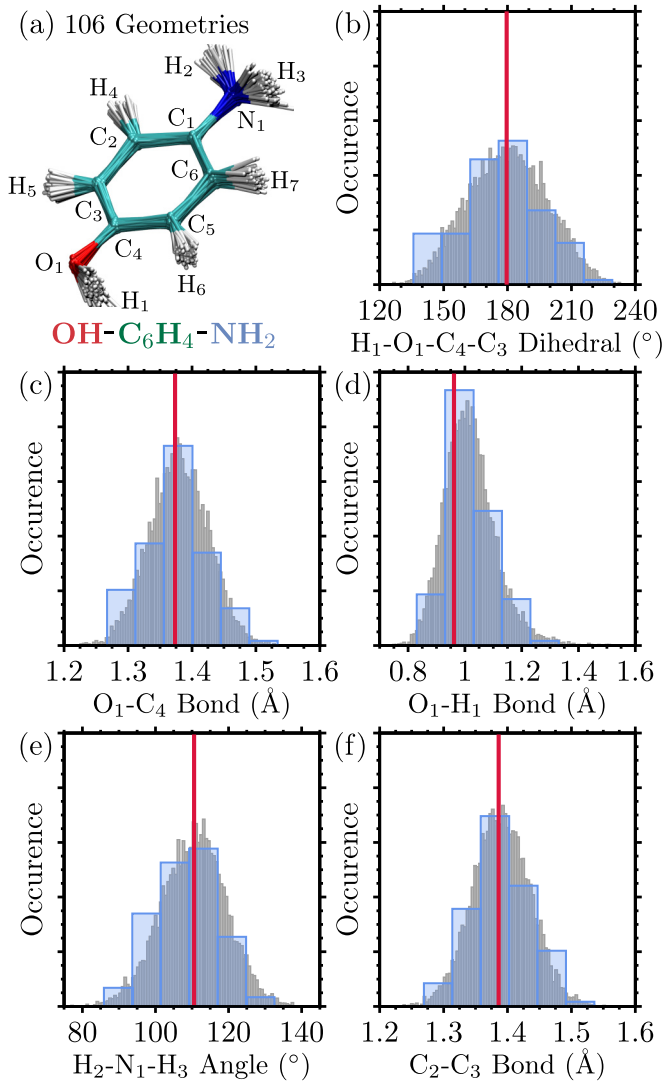 (a) 106 Geometries
H₂
H₃
H₄
C₁
N₁
C₂
C₆
H₅
H₇
C₃
C₅
C₄
O₁
H₆
H₁
OH-C₆H₄-NH₂
(b)
Occurence
120 150 180 210 240
H₁-O₁-C₄-C₃ Dihedral (°)
(c)
Occurence
1.2 1.3 1.4 1.5 1.6
O₁-C₄ Bond (Å)
(d)
Occurence
0.8 1 1.2 1.4 1.6
O₁-H₁ Bond (Å)
(e)
Occurence
80 100 120 140
H₂-N₁-H₃ Angle (°)
(f)
Occurence
1.2 1.3 1.4 1.5 1.6
C₂-C₃ Bond (Å)